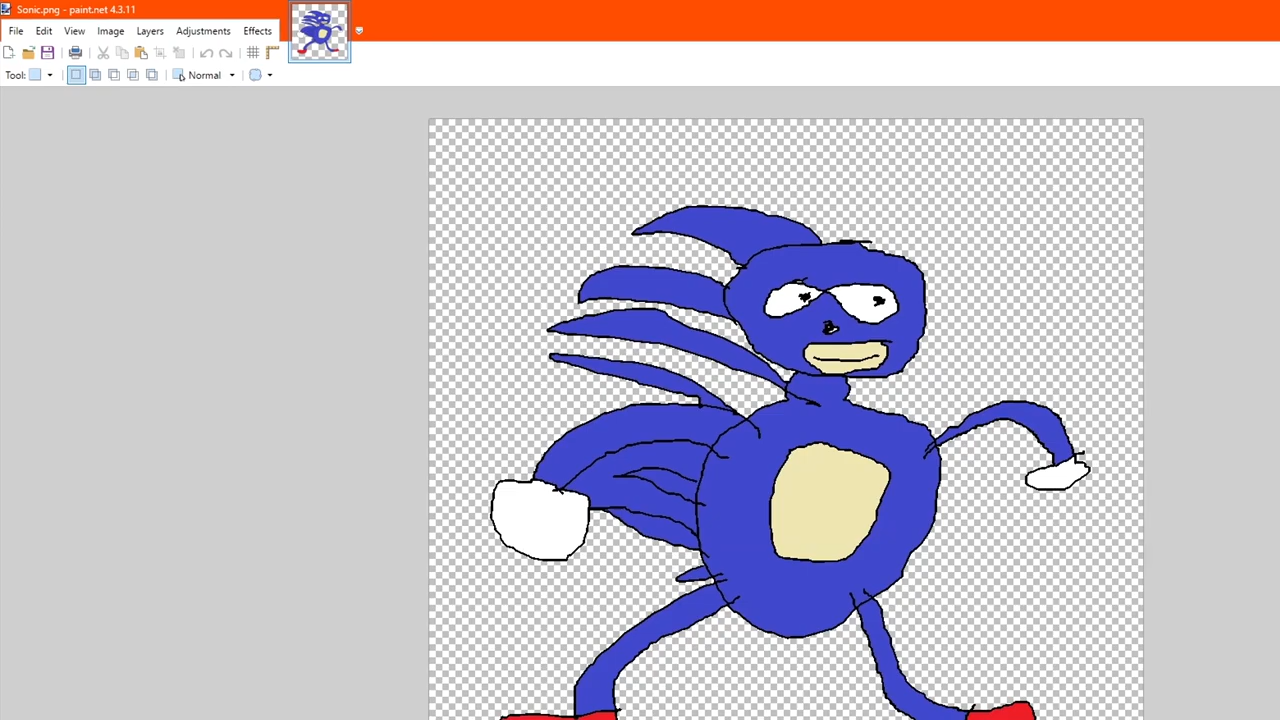 Sonic.png - paint.net 4.3.11
File Edit View Image Layers Adjustments Effects
Tool: Normal